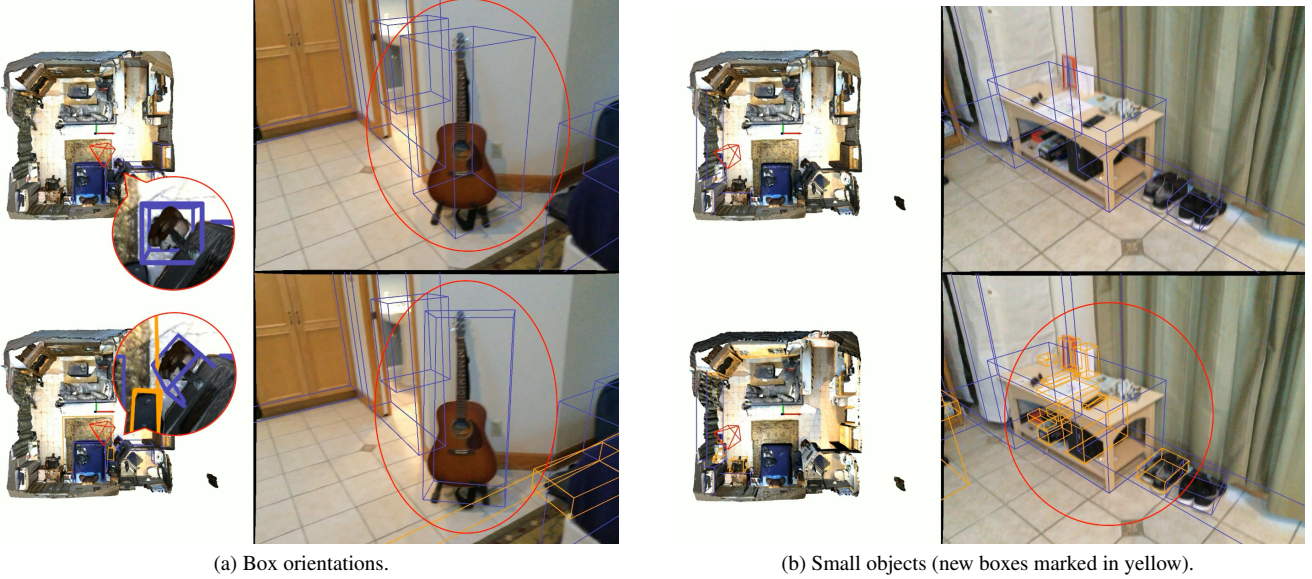 (a) Box orientations.
(b) Small objects (new boxes marked in yellow).